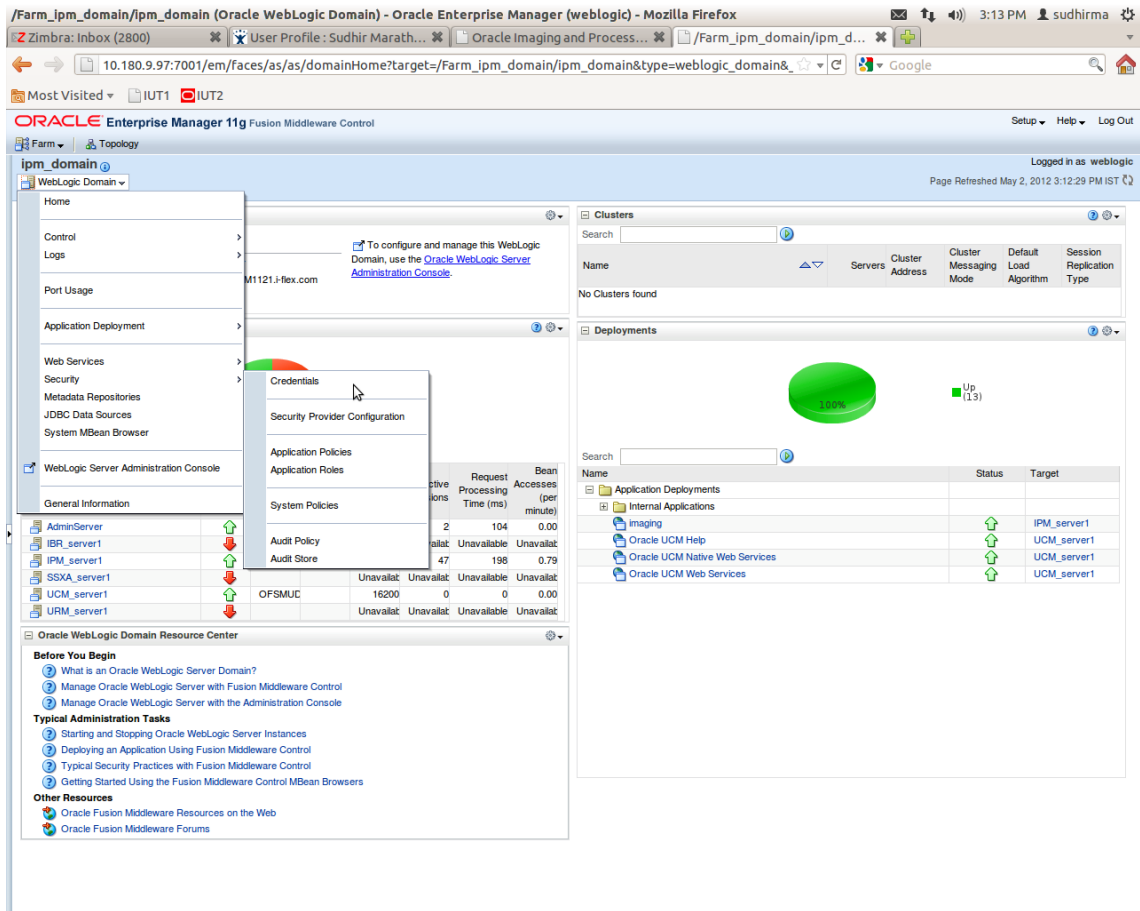 /Farm_ipm_domain/ipm_domain (Oracle WebLogic Domain) - Oracle Enterprise Manager (weblogic) - Mozilla Firefox 3:13 PM sudhirma
Zimbra: Inbox (2800) User Profile : Sudhir Marath... Oracle Imaging and Process... /Farm_ipm_domain/ipm_d...
10.180.9.97:7001/em/faces/as/as/domainHome?target=/Farm_ipm_domain/ipm_domain&type=weblogic_domain&_ Google
Most Visited IUT1 IUT2
ORACLE Enterprise Manager 11g Fusion Middleware Control Setup Help Log Out
Farm Topology
ipm_domain Logged in as weblogic
WebLogic Domain Page Refreshed May 2, 2012 3:12:29 PM IST
Home
Control
Logs
Port Usage
Application Deployment
Web Services
Security
Metadata Repositories
JDBC Data Sources
System MBean Browser
WebLogic Server Administration Console
General Information
Credentials
Security Provider Configuration
Application Policies
Application Roles
System Policies
Audit Policy
Audit Store
To configure and manage this WebLogic
Domain, use the Oracle WebLogic Server
Administration Console.
M1121.i-flex.com
Request Processing Time (ms)
Bean Accesses (per minute)
AdminServer 2 104 0.00
IBR_server1 Unavailable
IPM_server1 47 198 0.79
SSXA_server1 Unavailable
UCM_server1 OFSMUD 16200 0 0 0.00
URM_server1 Unavailable
Oracle WebLogic Domain Resource Center
Before You Begin
What is an Oracle WebLogic Server Domain?
Manage Oracle WebLogic Server with Fusion Middleware Control
Manage Oracle WebLogic Server with the Administration Console
Typical Administration Tasks
Starting and Stopping Oracle WebLogic Server Instances
Deploying an Application Using Fusion Middleware Control
Typical Security Practices with Fusion Middleware Control
Getting Started Using the Fusion Middleware Control MBean Browsers
Other Resources
Oracle Fusion Middleware Resources on the Web
Oracle Fusion Middleware Forums
Clusters
Search
Name Servers Cluster Address Cluster Messaging Mode Default Load Algorithm Session Replication Type
No Clusters found
Deployments
100%
Up
(13)
Search
Name Status Target
Application Deployments
Internal Applications
imaging IPM_server1
Oracle UCM Help UCM_server1
Oracle UCM Native Web Services UCM_server1
Oracle UCM Web Services UCM_server1